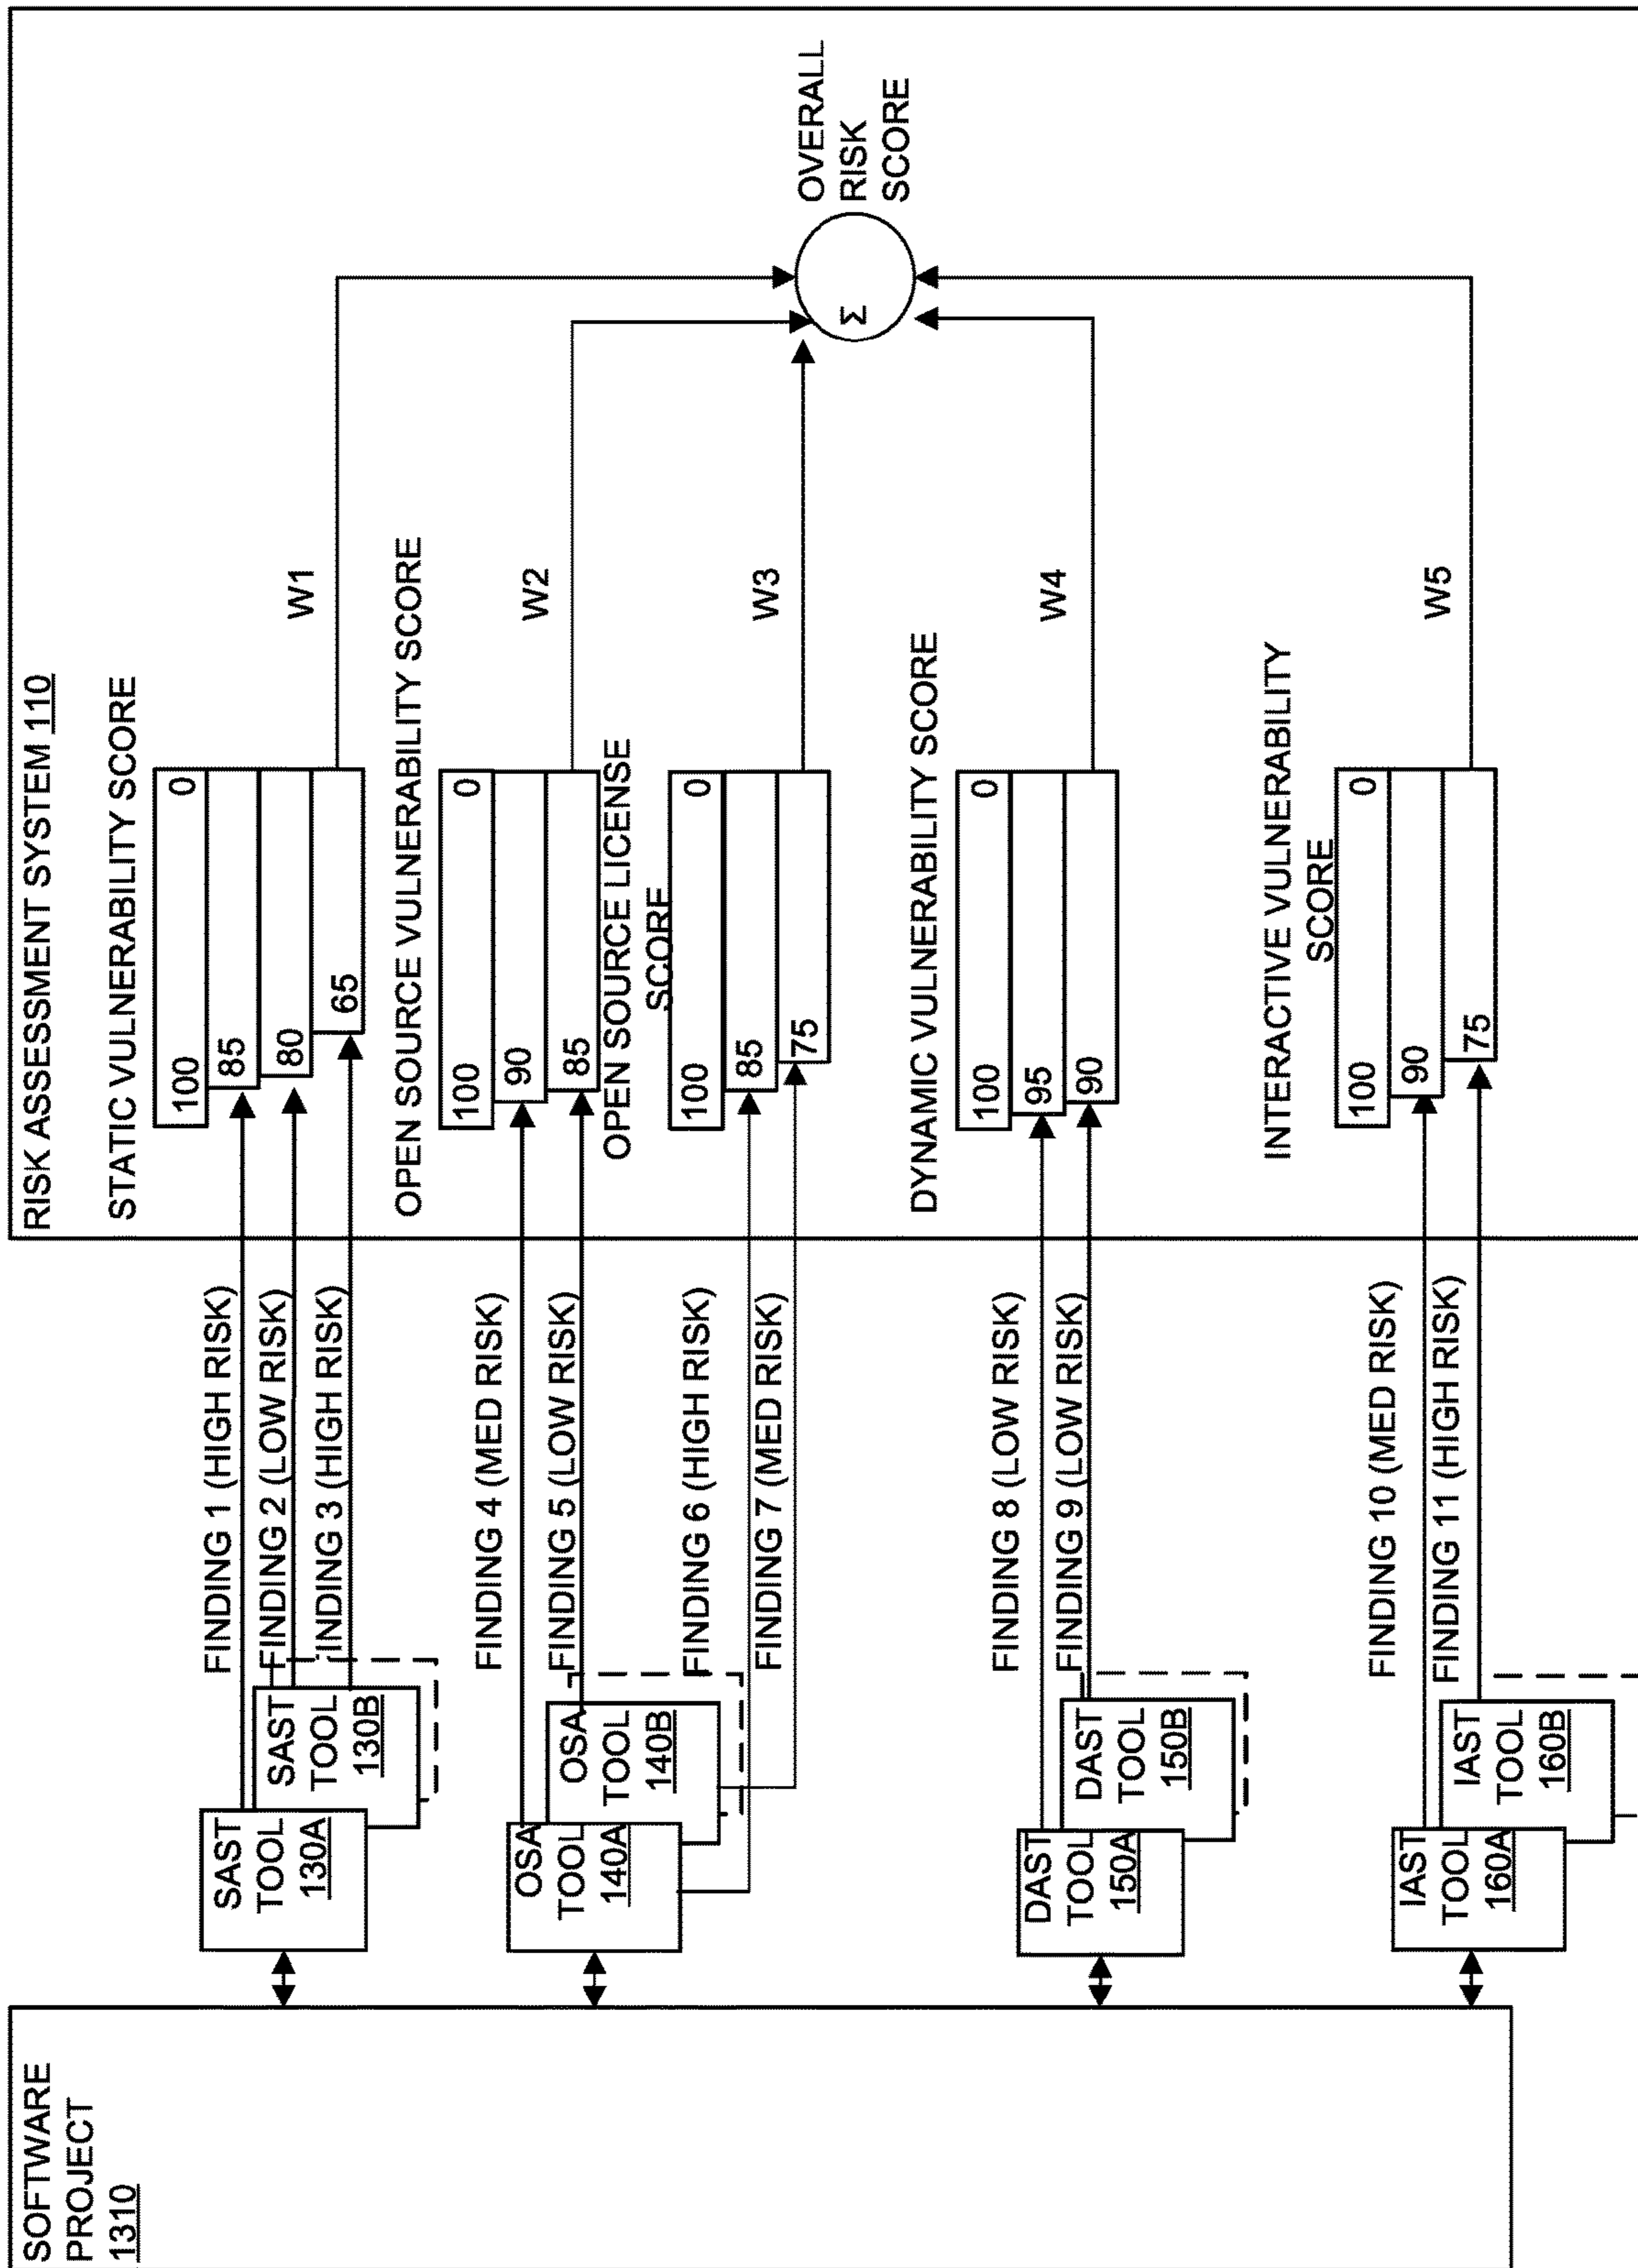 SOFTWARE
PROJECT
1310
SAST
TOOL
130A
SAST
TOOL
130B
FINDING 1 (HIGH RISK)
FINDING 2 (LOW RISK)
FINDING 3 (HIGH RISK)
OSA
TOOL
140A
OSA
TOOL
140B
FINDING 4 (MED RISK)
FINDING 5 (LOW RISK)
FINDING 6 (HIGH RISK)
FINDING 7 (MED RISK)
DAST
TOOL
150A
DAST
TOOL
150B
FINDING 8 (LOW RISK)
FINDING 9 (LOW RISK)
IAST
TOOL
160A
IAST
TOOL
160B
FINDING 10 (MED RISK)
FINDING 11 (HIGH RISK)
RISK ASSESSMENT SYSTEM 110
STATIC VULNERABILITY SCORE
100 0
85
80
65
W1
OPEN SOURCE VULNERABILITY SCORE
100 0
90
85
W2
OPEN SOURCE LICENSE
SCORE
100 0
85
75
W3
DYNAMIC VULNERABILITY SCORE
100 0
95
90
W4
INTERACTIVE VULNERABILITY
SCORE
100 0
90
75
W5
Σ
OVERALL
RISK
SCORE